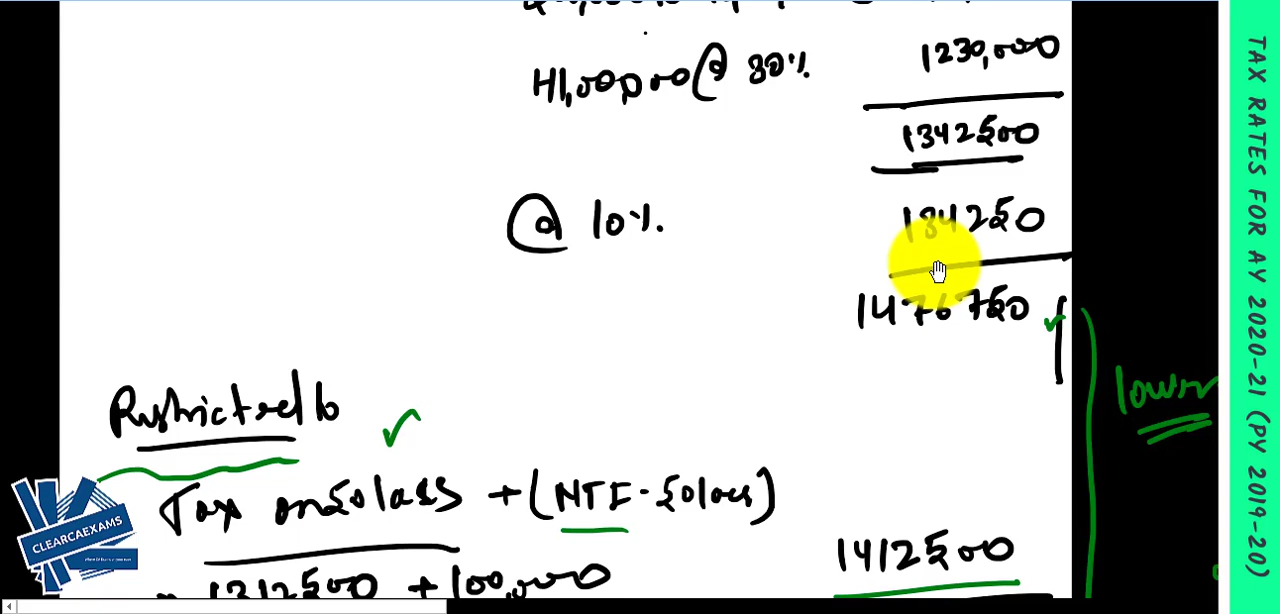 41,00,000 @ 30% 1230,000
1342500
@ 10% 134250
1476750
lower
Restricted to
Tax on 50 lacs + (NTI - 50 lacs)
1412500
= 1312500 + 100,000
CLEARCAEXAMS
TAX RATES FOR AY 2020-21 (PY 2019-20)